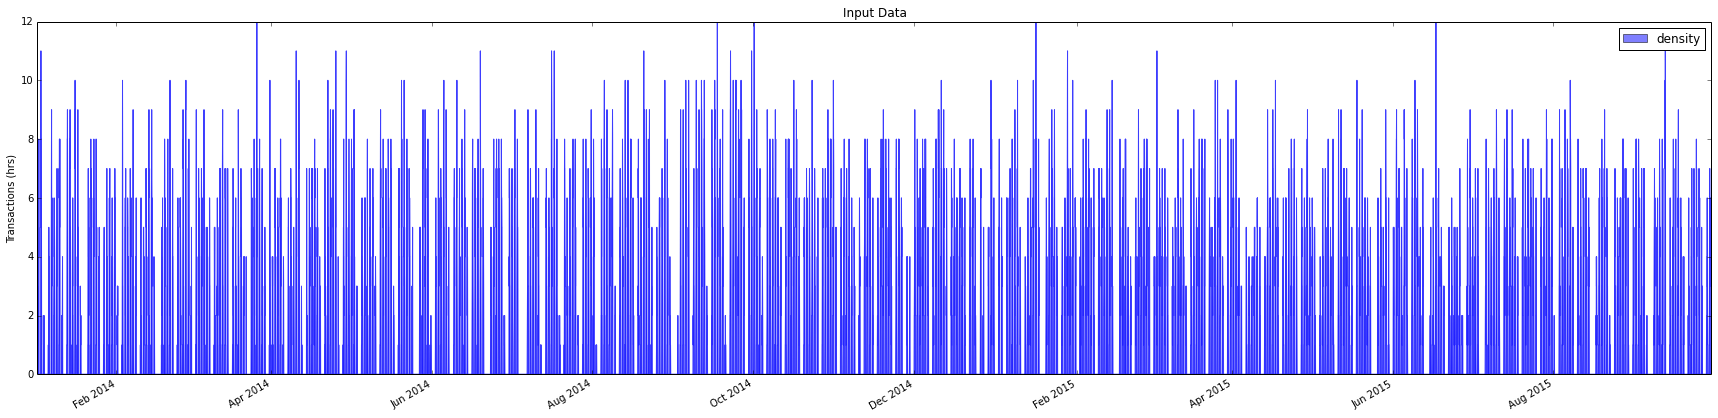 Input Data
density
Transactions (hrs)
12
10
8
6
4
2
0
Feb 2014
Apr 2014
Jun 2014
Aug 2014
Oct 2014
Dec 2014
Feb 2015
Apr 2015
Jun 2015
Aug 2015